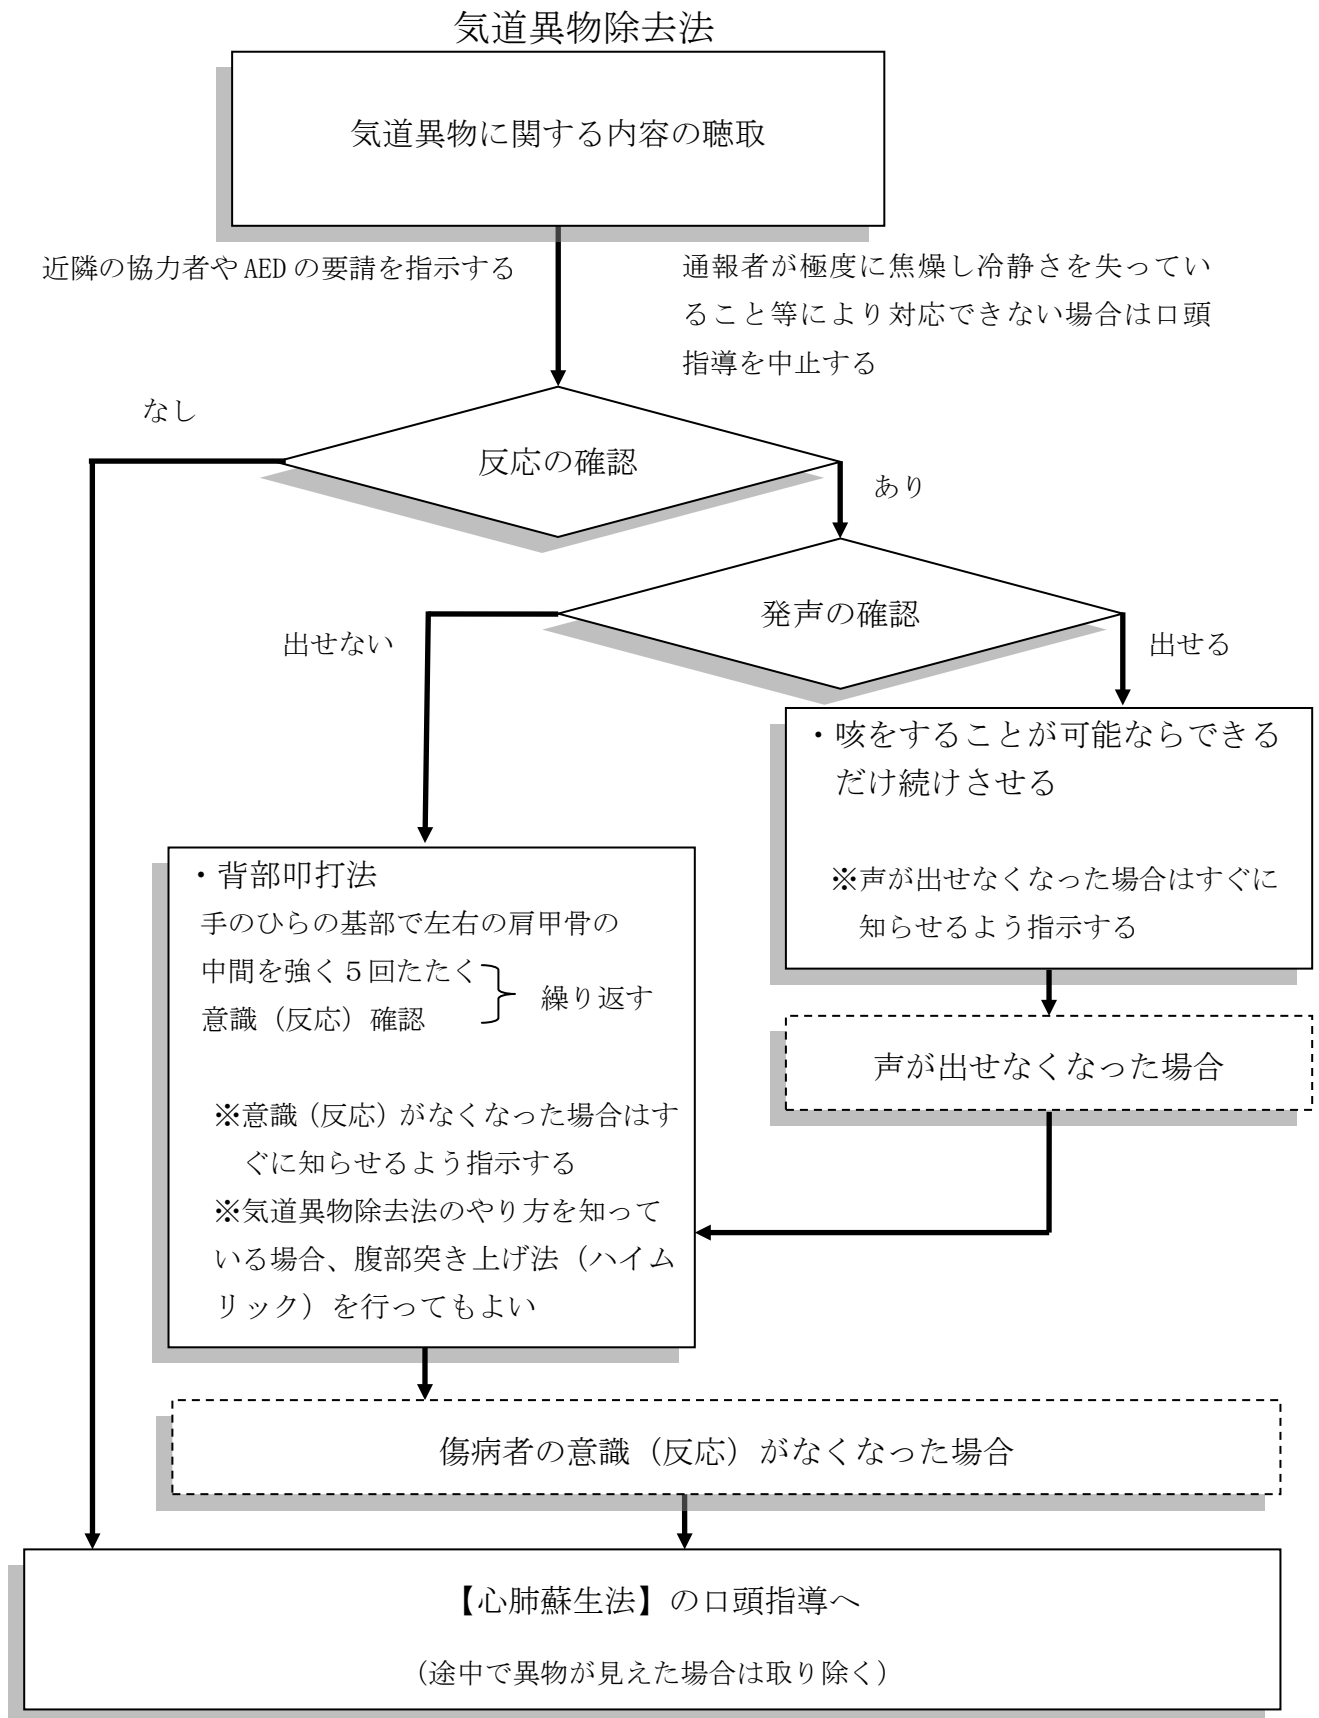 気道異物除去法
気道異物に関する内容の聴取
近隣の協力者や AED の要請を指示する
通報者が極度に焦燥し冷静さを失ってい
ること等により対応できない場合は口頭
指導を中止する
なし
反応の確認
あり
発声の確認
出せない
出せる
・咳をすることが可能ならできる
だけ続けさせる
※声が出せなくなった場合はすぐに
知らせるよう指示する
・背部叩打法
手のひらの基部で左右の肩甲骨の
中間を強く５回たたく
意識（反応）確認
繰り返す
声が出せなくなった場合
※意識（反応）がなくなった場合はす
ぐに知らせるよう指示する
※気道異物除去法のやり方を知って
いる場合、腹部突き上げ法（ハイム
リック）を行ってもよい
傷病者の意識（反応）がなくなった場合
【心肺蘇生法】の口頭指導へ
（途中で異物が見えた場合は取り除く）